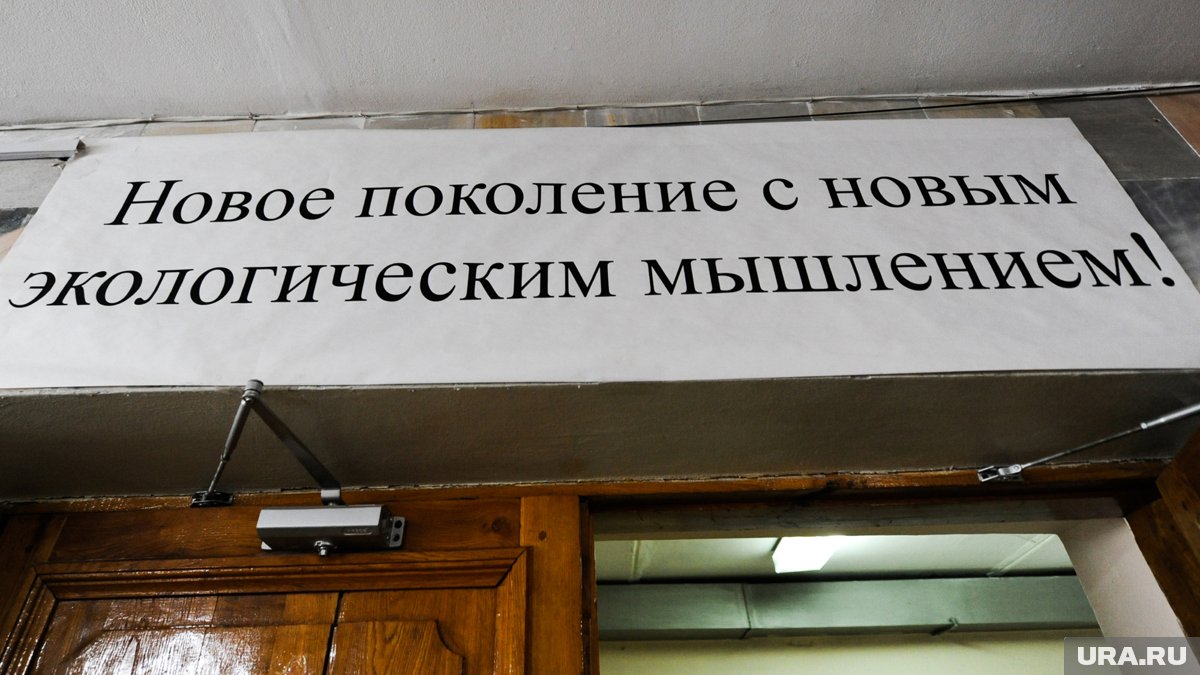 Новое поколение с новым
экологическим мышлением!
URA.RU